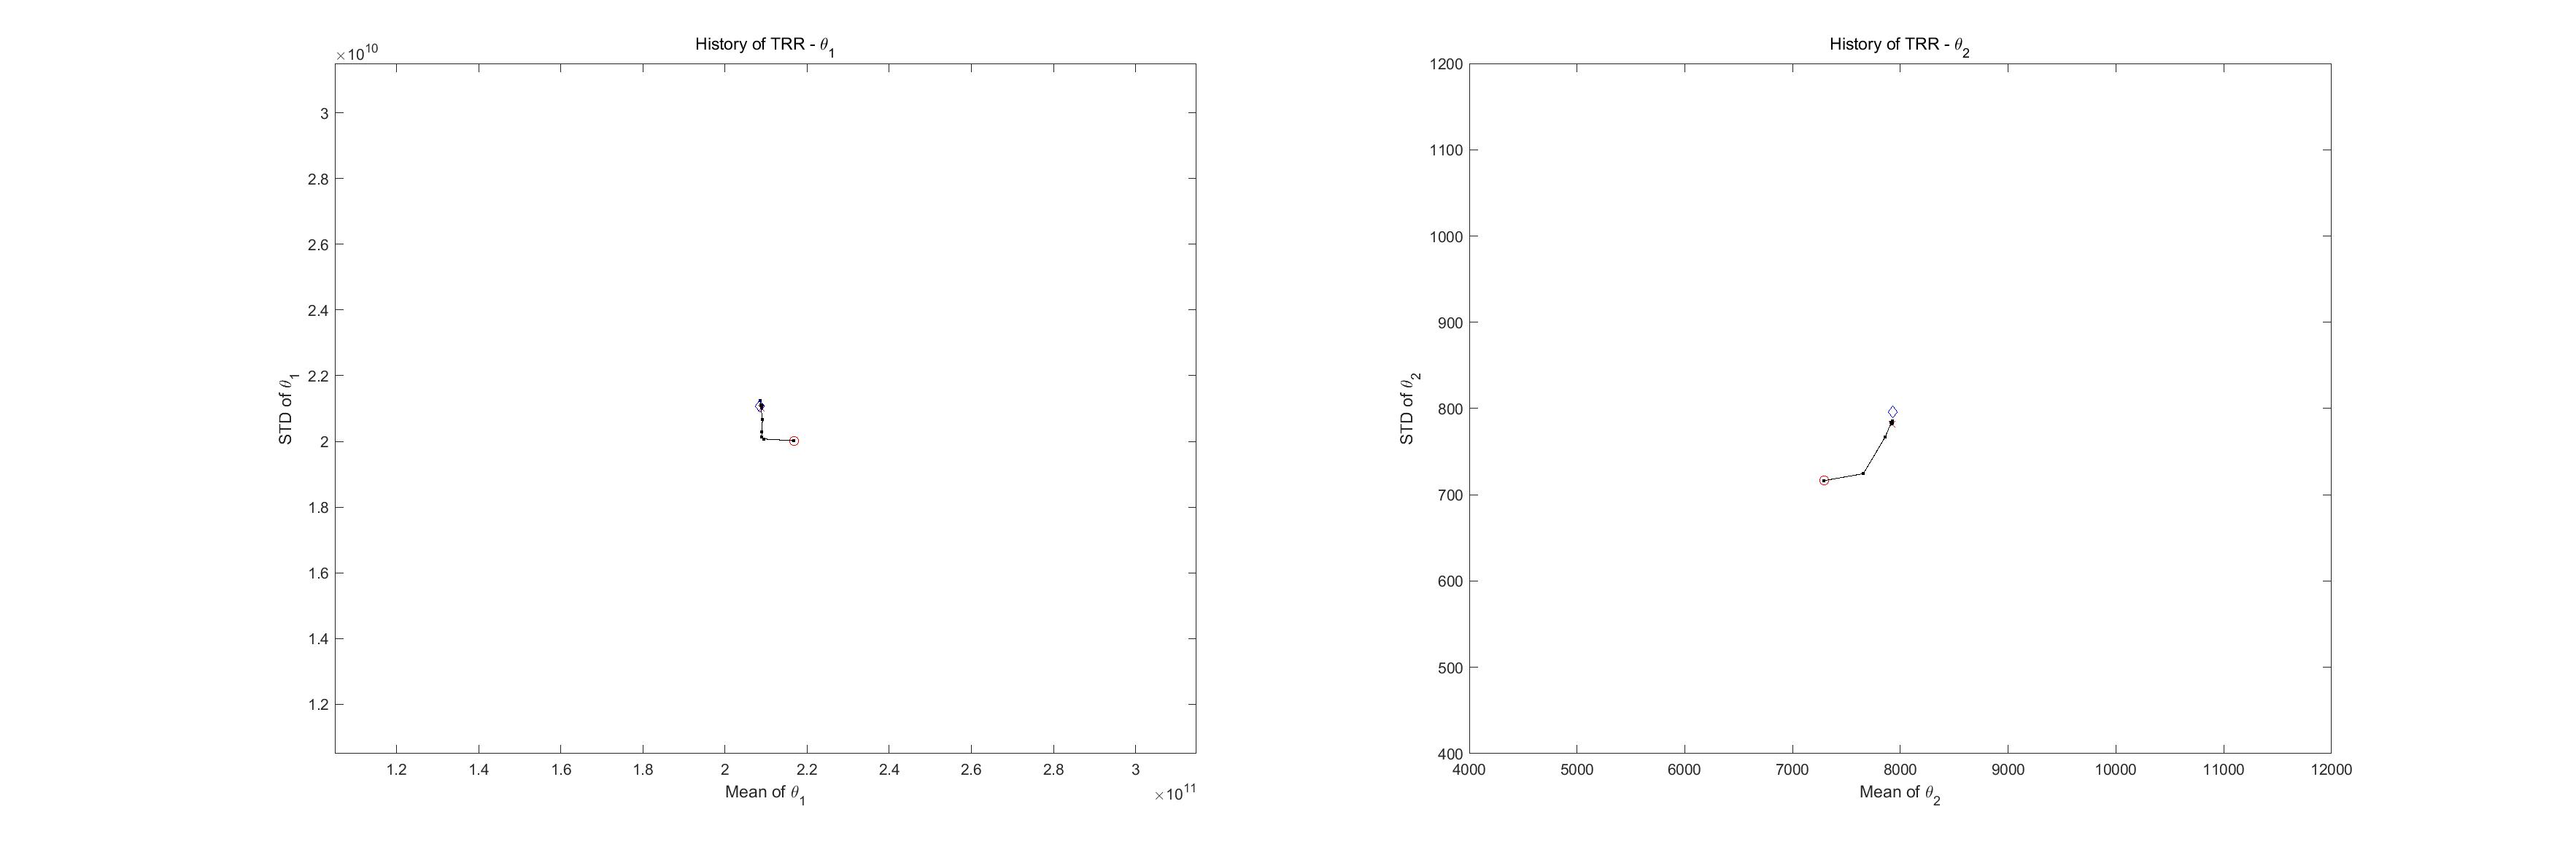 History of TRR - θ1
×10^10
3
2.8
2.6
2.4
2.2
2
1.8
1.6
1.4
1.2
STD of θ1
1.2 1.4 1.6 1.8 2 2.2 2.4 2.6 2.8 3
Mean of θ1
×10^11
History of TRR - θ2
1200
1100
1000
900
800
700
600
500
400
STD of θ2
4000 5000 6000 7000 8000 9000 10000 11000 12000
Mean of θ2